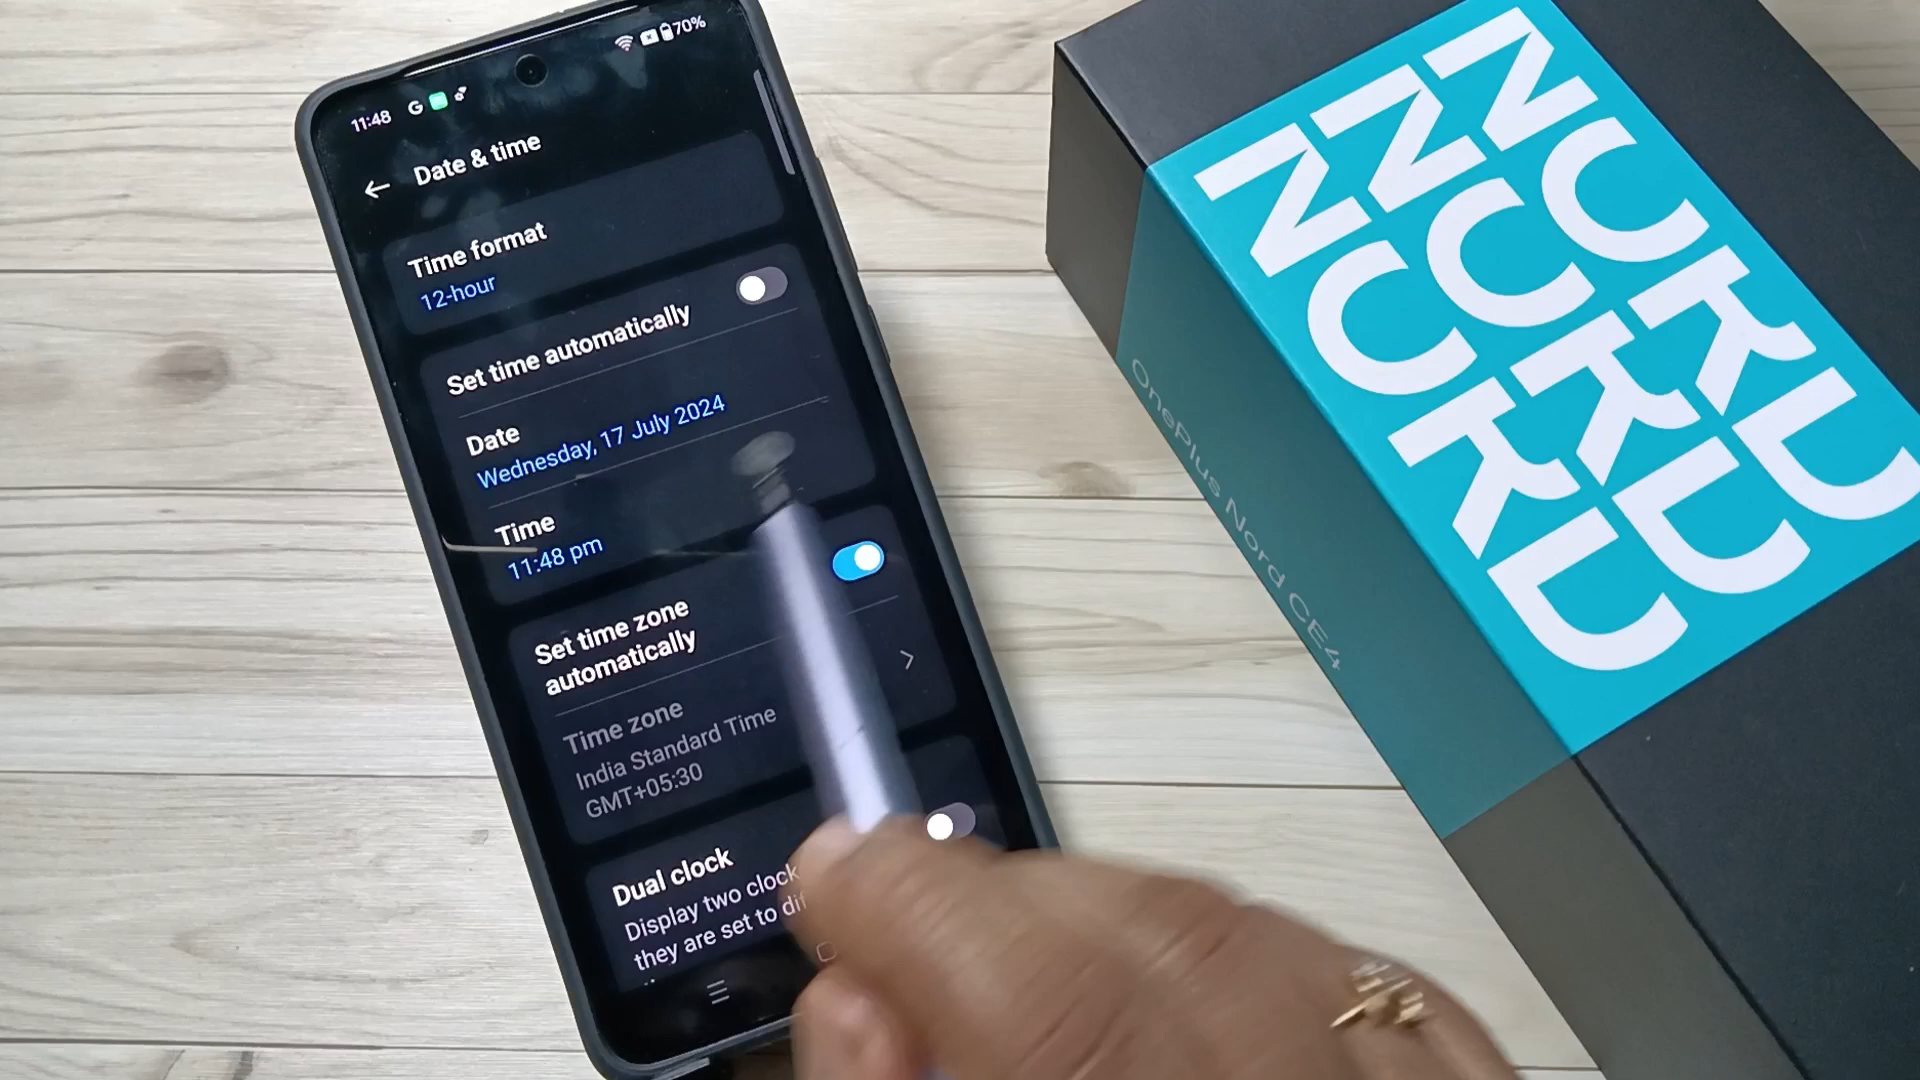 11:48
70%
Date & time
Time format
12-hour
Set time automatically
Date
Wednesday, 17 July 2024
Time
11:48 pm
Set time zone
automatically
Time zone
India Standard Time
GMT+05:30
Dual clock
Display two clock
they are set to di
NORD
NORD
NORD
OnePlus Nord CE4